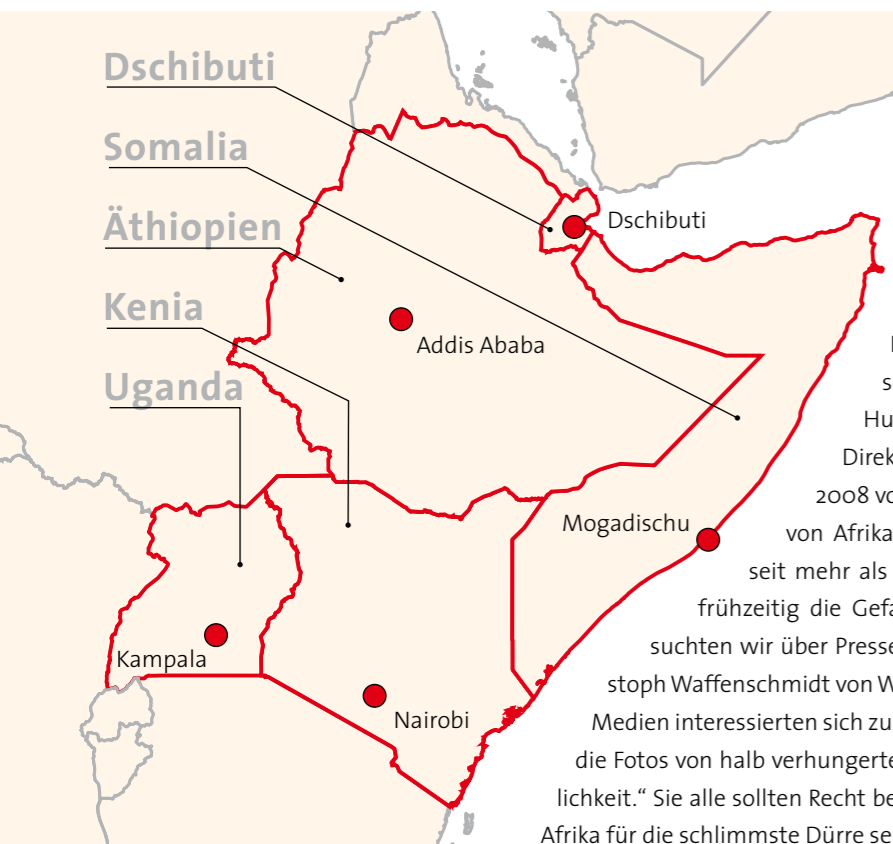 Dschibuti
Somalia
Äthiopien
Kenia
Uganda
Dschibuti
Addis Ababa
Mogadischu
Kampala
Nairobi
Hu
Direk
2008 vo
von Afrika
seit mehr als
frühzeitig die Gefa
suchten wir über Presse
stoph Waffenschmidt von W
Medien interessierten sich zu
die Fotos von halb verhungerte
lichkeit.“ Sie alle sollten Recht be
Afrika für die schlimmste Dürre se